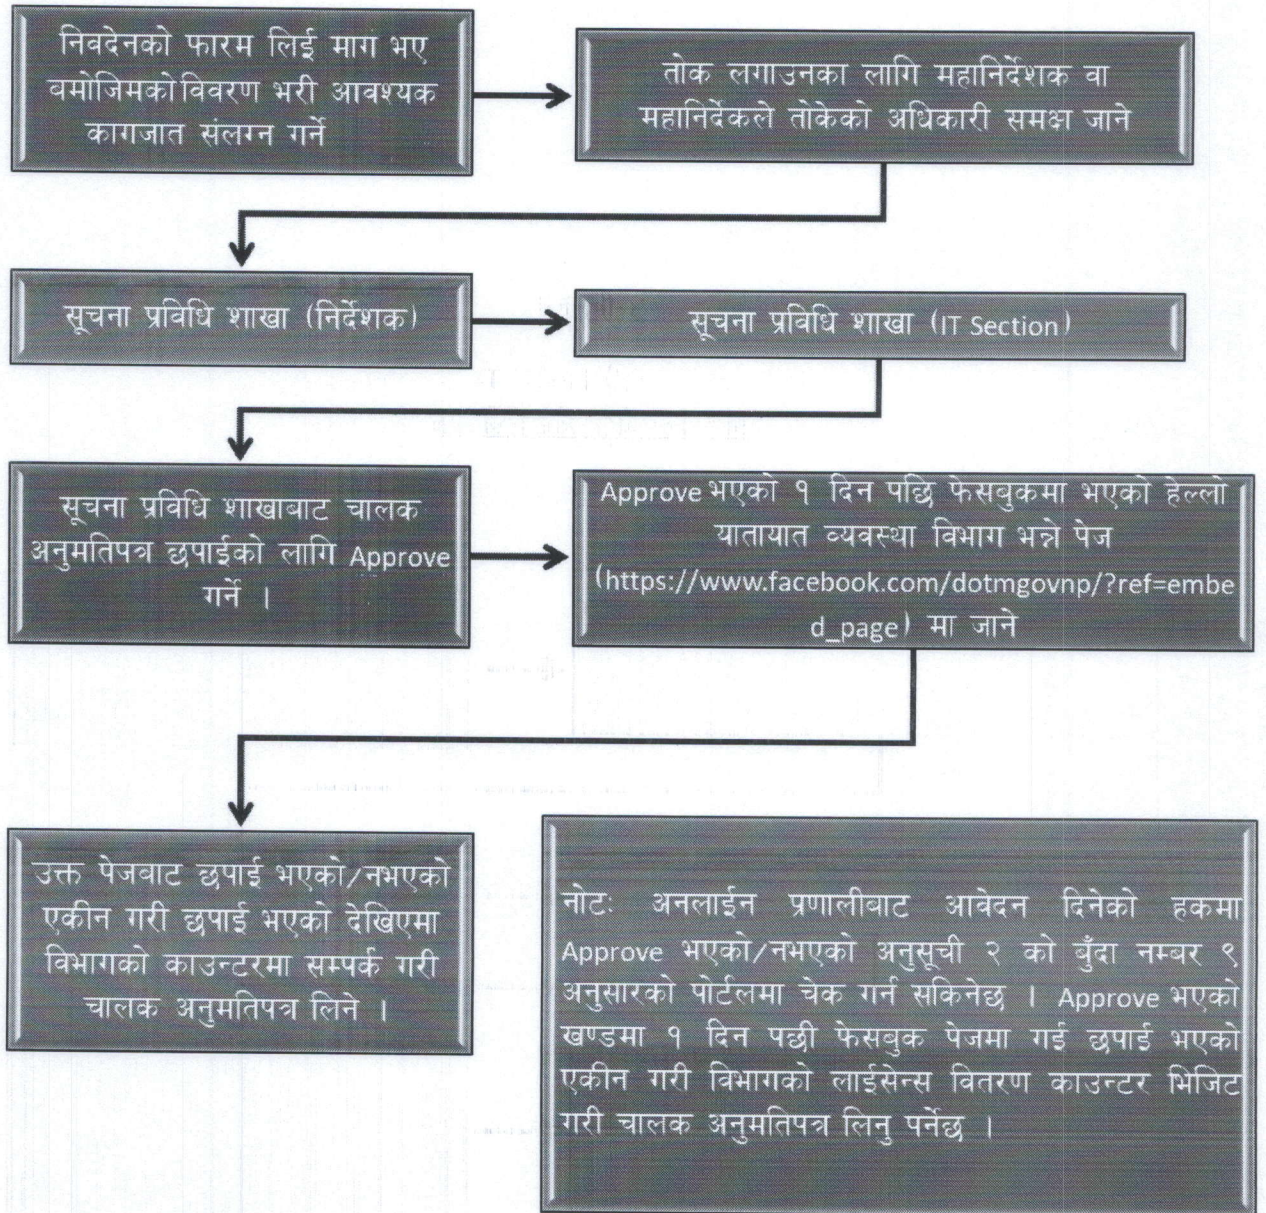 निवदेनको फारम लिई माग भए
बमोजिमको विवरण भरी आवश्यक
कागजात संलग्न गर्ने
तोक लगाउनका लागि महानिर्देशक वा
महानिर्देकले तोकेको अधिकारी समक्ष जाने
सूचना प्रविधि शाखा (निर्देशक)
सूचना प्रविधि शाखा (IT Section)
सूचना प्रविधि शाखाबाट चालक
अनुमतिपत्र छपाईको लागि Approve
गर्ने ।
Approve भएको १ दिन पछि फेसबुकमा भएको हेल्लो
यातायात व्यवस्था विभाग भन्ने पेज
(https://www.facebook.com/dotmgovnp/?ref=embe
d_page) मा जाने
उक्त पेजबाट छपाई भएको/नभएको
एकीन गरी छपाई भएको देखिएमा
विभागको काउन्टरमा सम्पर्क गरी
चालक अनुमतिपत्र लिने ।
नोटः अनलाईन प्रणालीबाट आवेदन दिनेको हकमा
Approve भएको/नभएको अनुसूची २ को बुँदा नम्बर ९
अनुसारको पोर्टलमा चेक गर्न सकिनेछ । Approve भएको
खण्डमा १ दिन पछी फेसबुक पेजमा गई छपाई भएको
एकीन गरी विभागको लाईसेन्स वितरण काउन्टर भिजिट
गरी चालक अनुमतिपत्र लिनु पर्नेछ ।